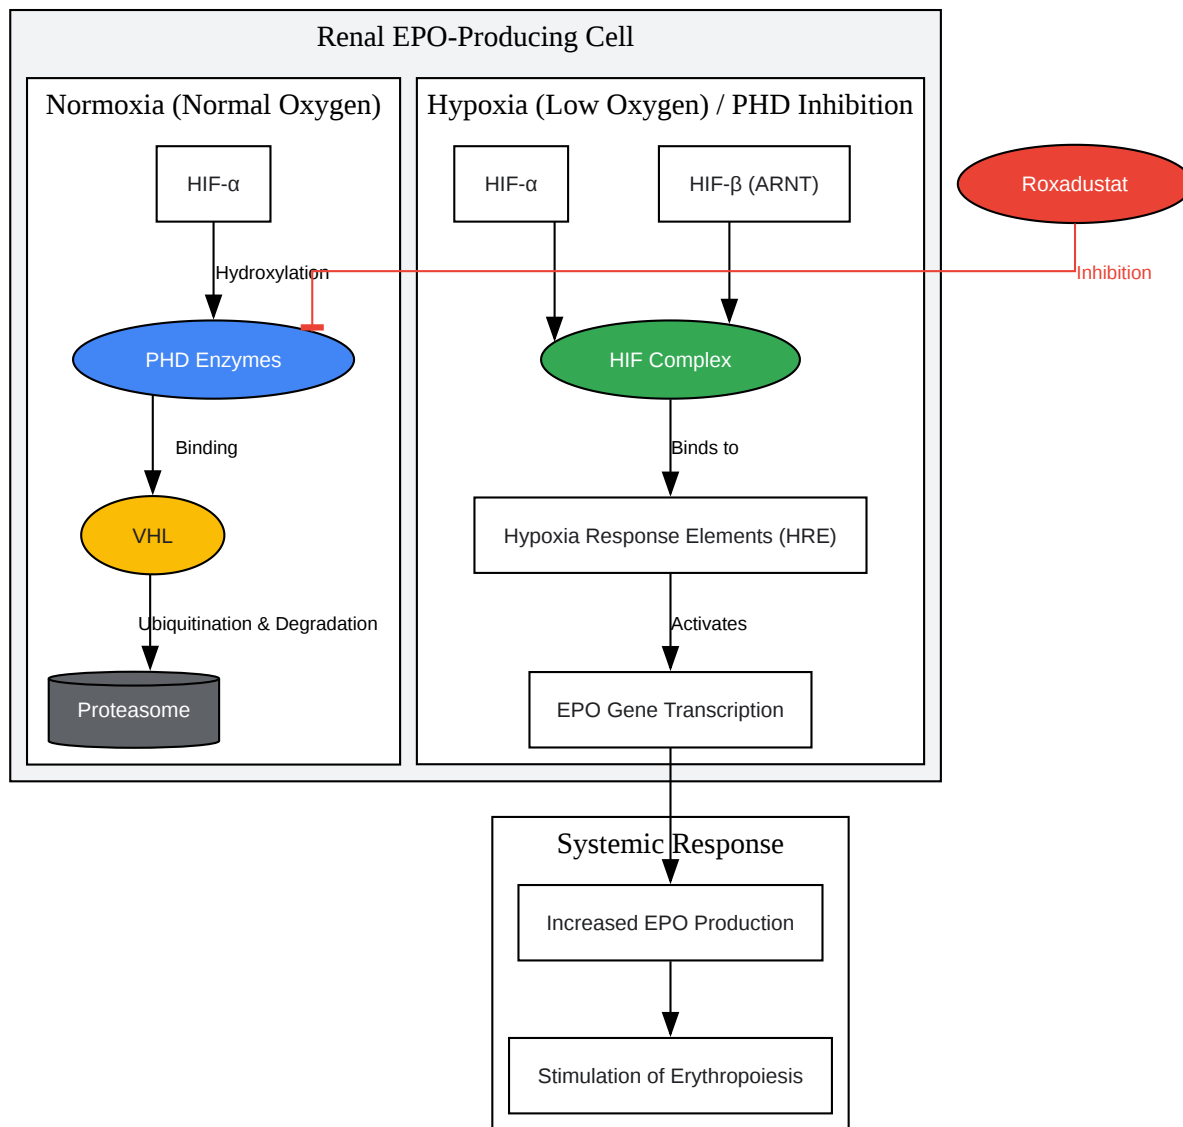 Renal EPO-Producing Cell
Normoxia (Normal Oxygen)
Hypoxia (Low Oxygen) / PHD Inhibition
HIF-α
HIF-α
HIF-β (ARNT)
Roxadustat
Hydroxylation
Inhibition
PHD Enzymes
HIF Complex
Binding
Binds to
VHL
Hypoxia Response Elements (HRE)
Ubiquitination & Degradation
Activates
Proteasome
EPO Gene Transcription
Systemic Response
Increased EPO Production
Stimulation of Erythropoiesis